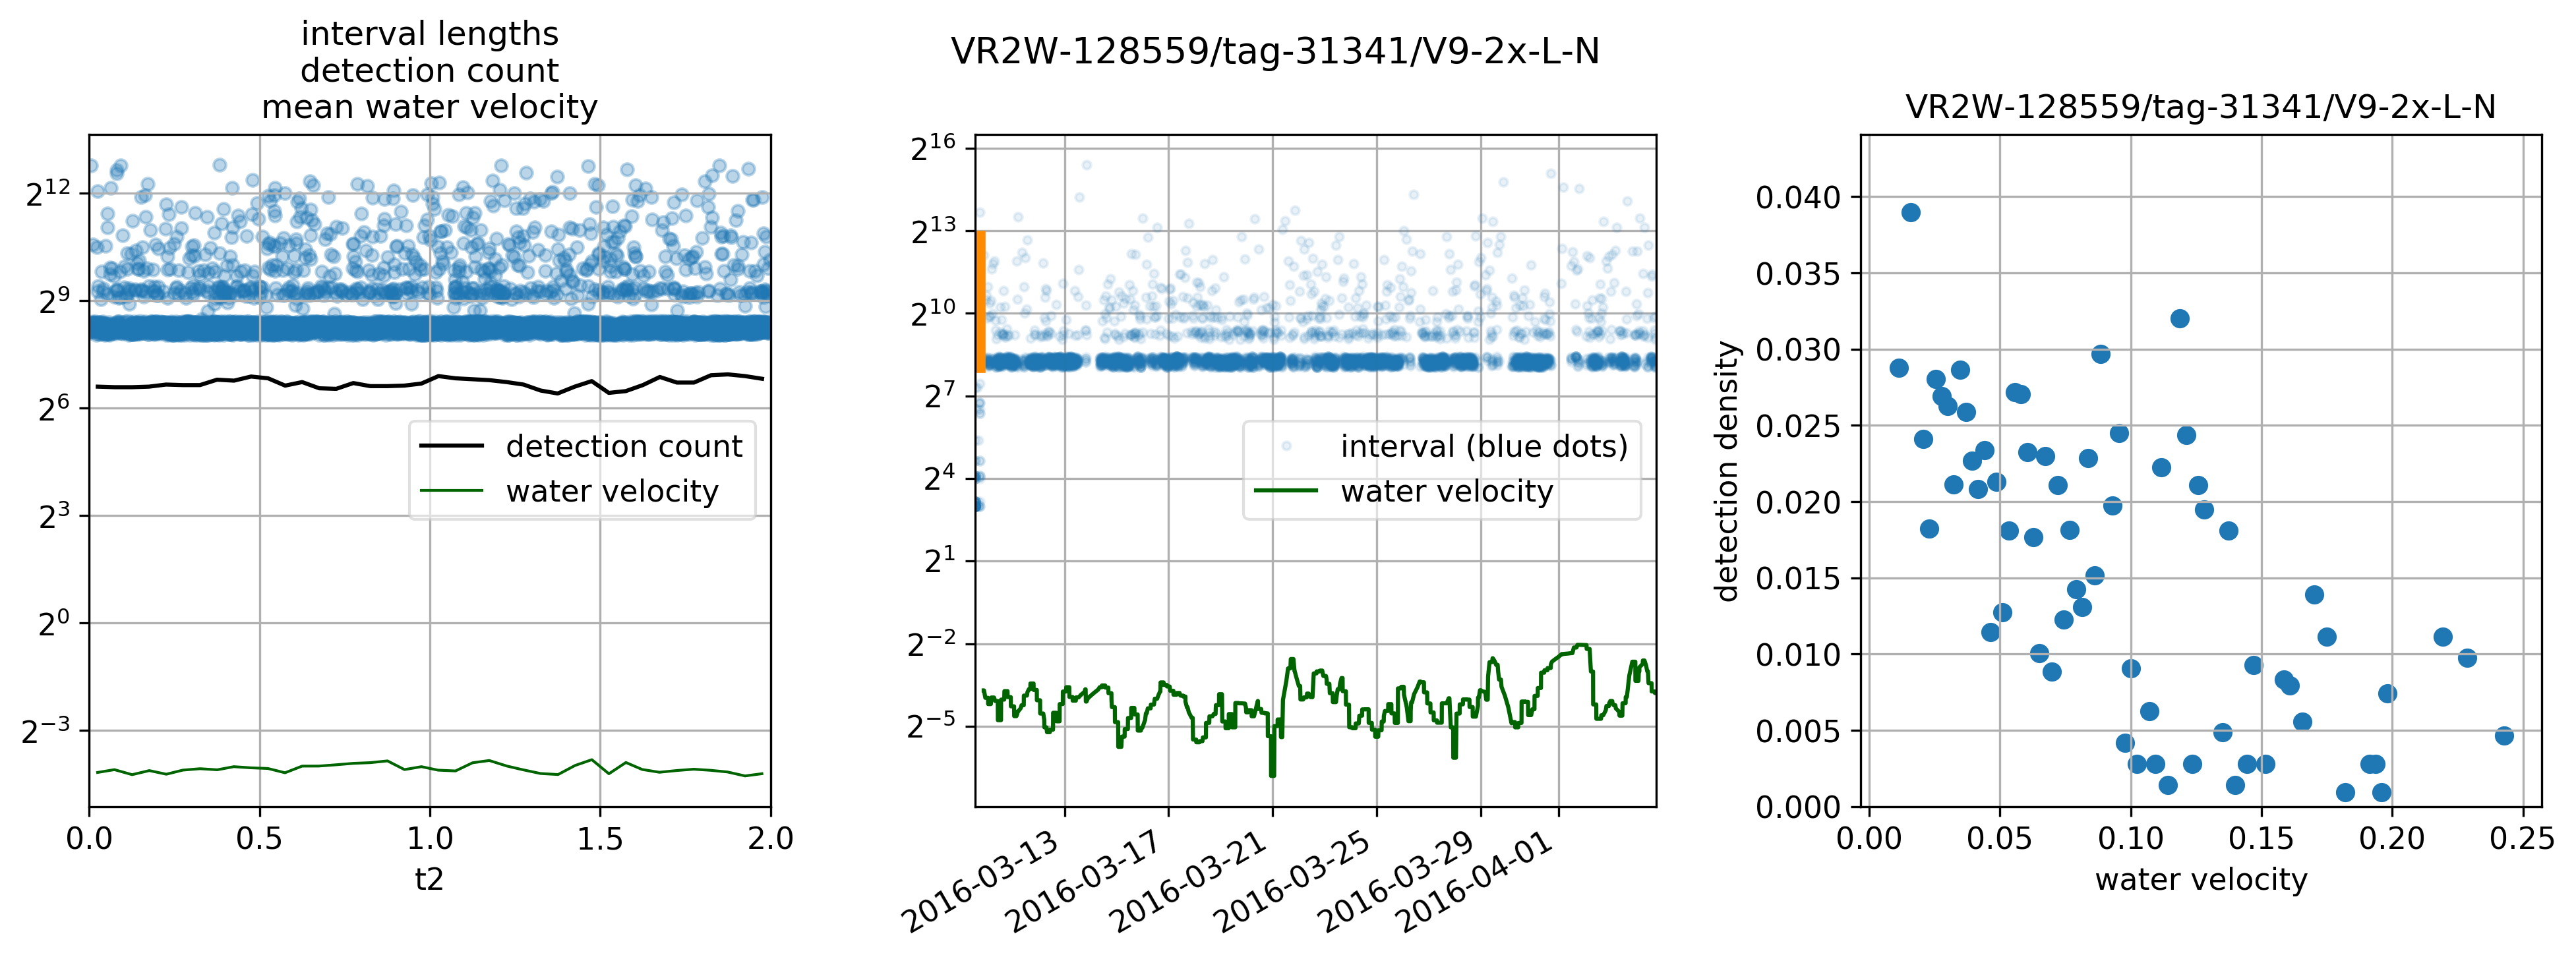 interval lengths
detection count
mean water velocity
2^12
2^9
2^6
2^3
2^0
2^−3
detection count
water velocity
0.0 0.5 1.0 1.5 2.0
t2
VR2W-128559/tag-31341/V9-2x-L-N
2^16
2^13
2^10
2^7
2^4
2^1
2^−2
2^−5
interval (blue dots)
water velocity
2016-03-13
2016-03-17
2016-03-21
2016-03-25
2016-03-29
2016-04-01
VR2W-128559/tag-31341/V9-2x-L-N
detection density
0.040
0.035
0.030
0.025
0.020
0.015
0.010
0.005
0.000
0.00 0.05 0.10 0.15 0.20 0.25
water velocity